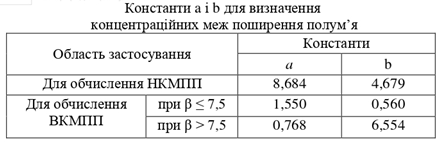 Константи a і b для визначення
концентраційних меж поширення полум’я
Область застосування
Константи
a
b
Для обчислення НКМПП
8,684
4,679
Для обчислення
ВКМПП
при β ≤ 7,5
1,550
0,560
при β > 7,5
0,768
6,554